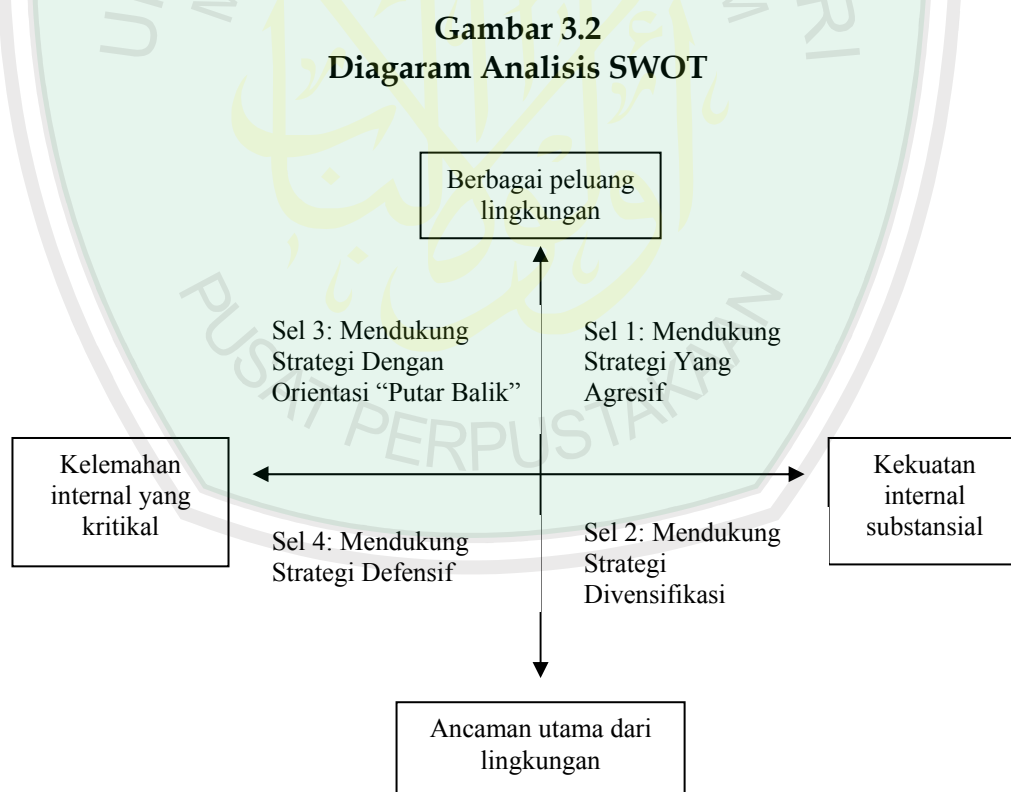 Gambar 3.2
Diagaram Analisis SWOT
Berbagai peluang
lingkungan
Sel 3: Mendukung
Strategi Dengan
Orientasi “Putar Balik”
Sel 1: Mendukung
Strategi Yang
Agresif
Kelemahan
internal yang
kritikal
Kekuatan
internal
substansial
Sel 4: Mendukung
Strategi Defensif
Sel 2: Mendukung
Strategi
Divensifikasi
Ancaman utama dari
lingkungan
PUSAT PERPUSTAKAAN